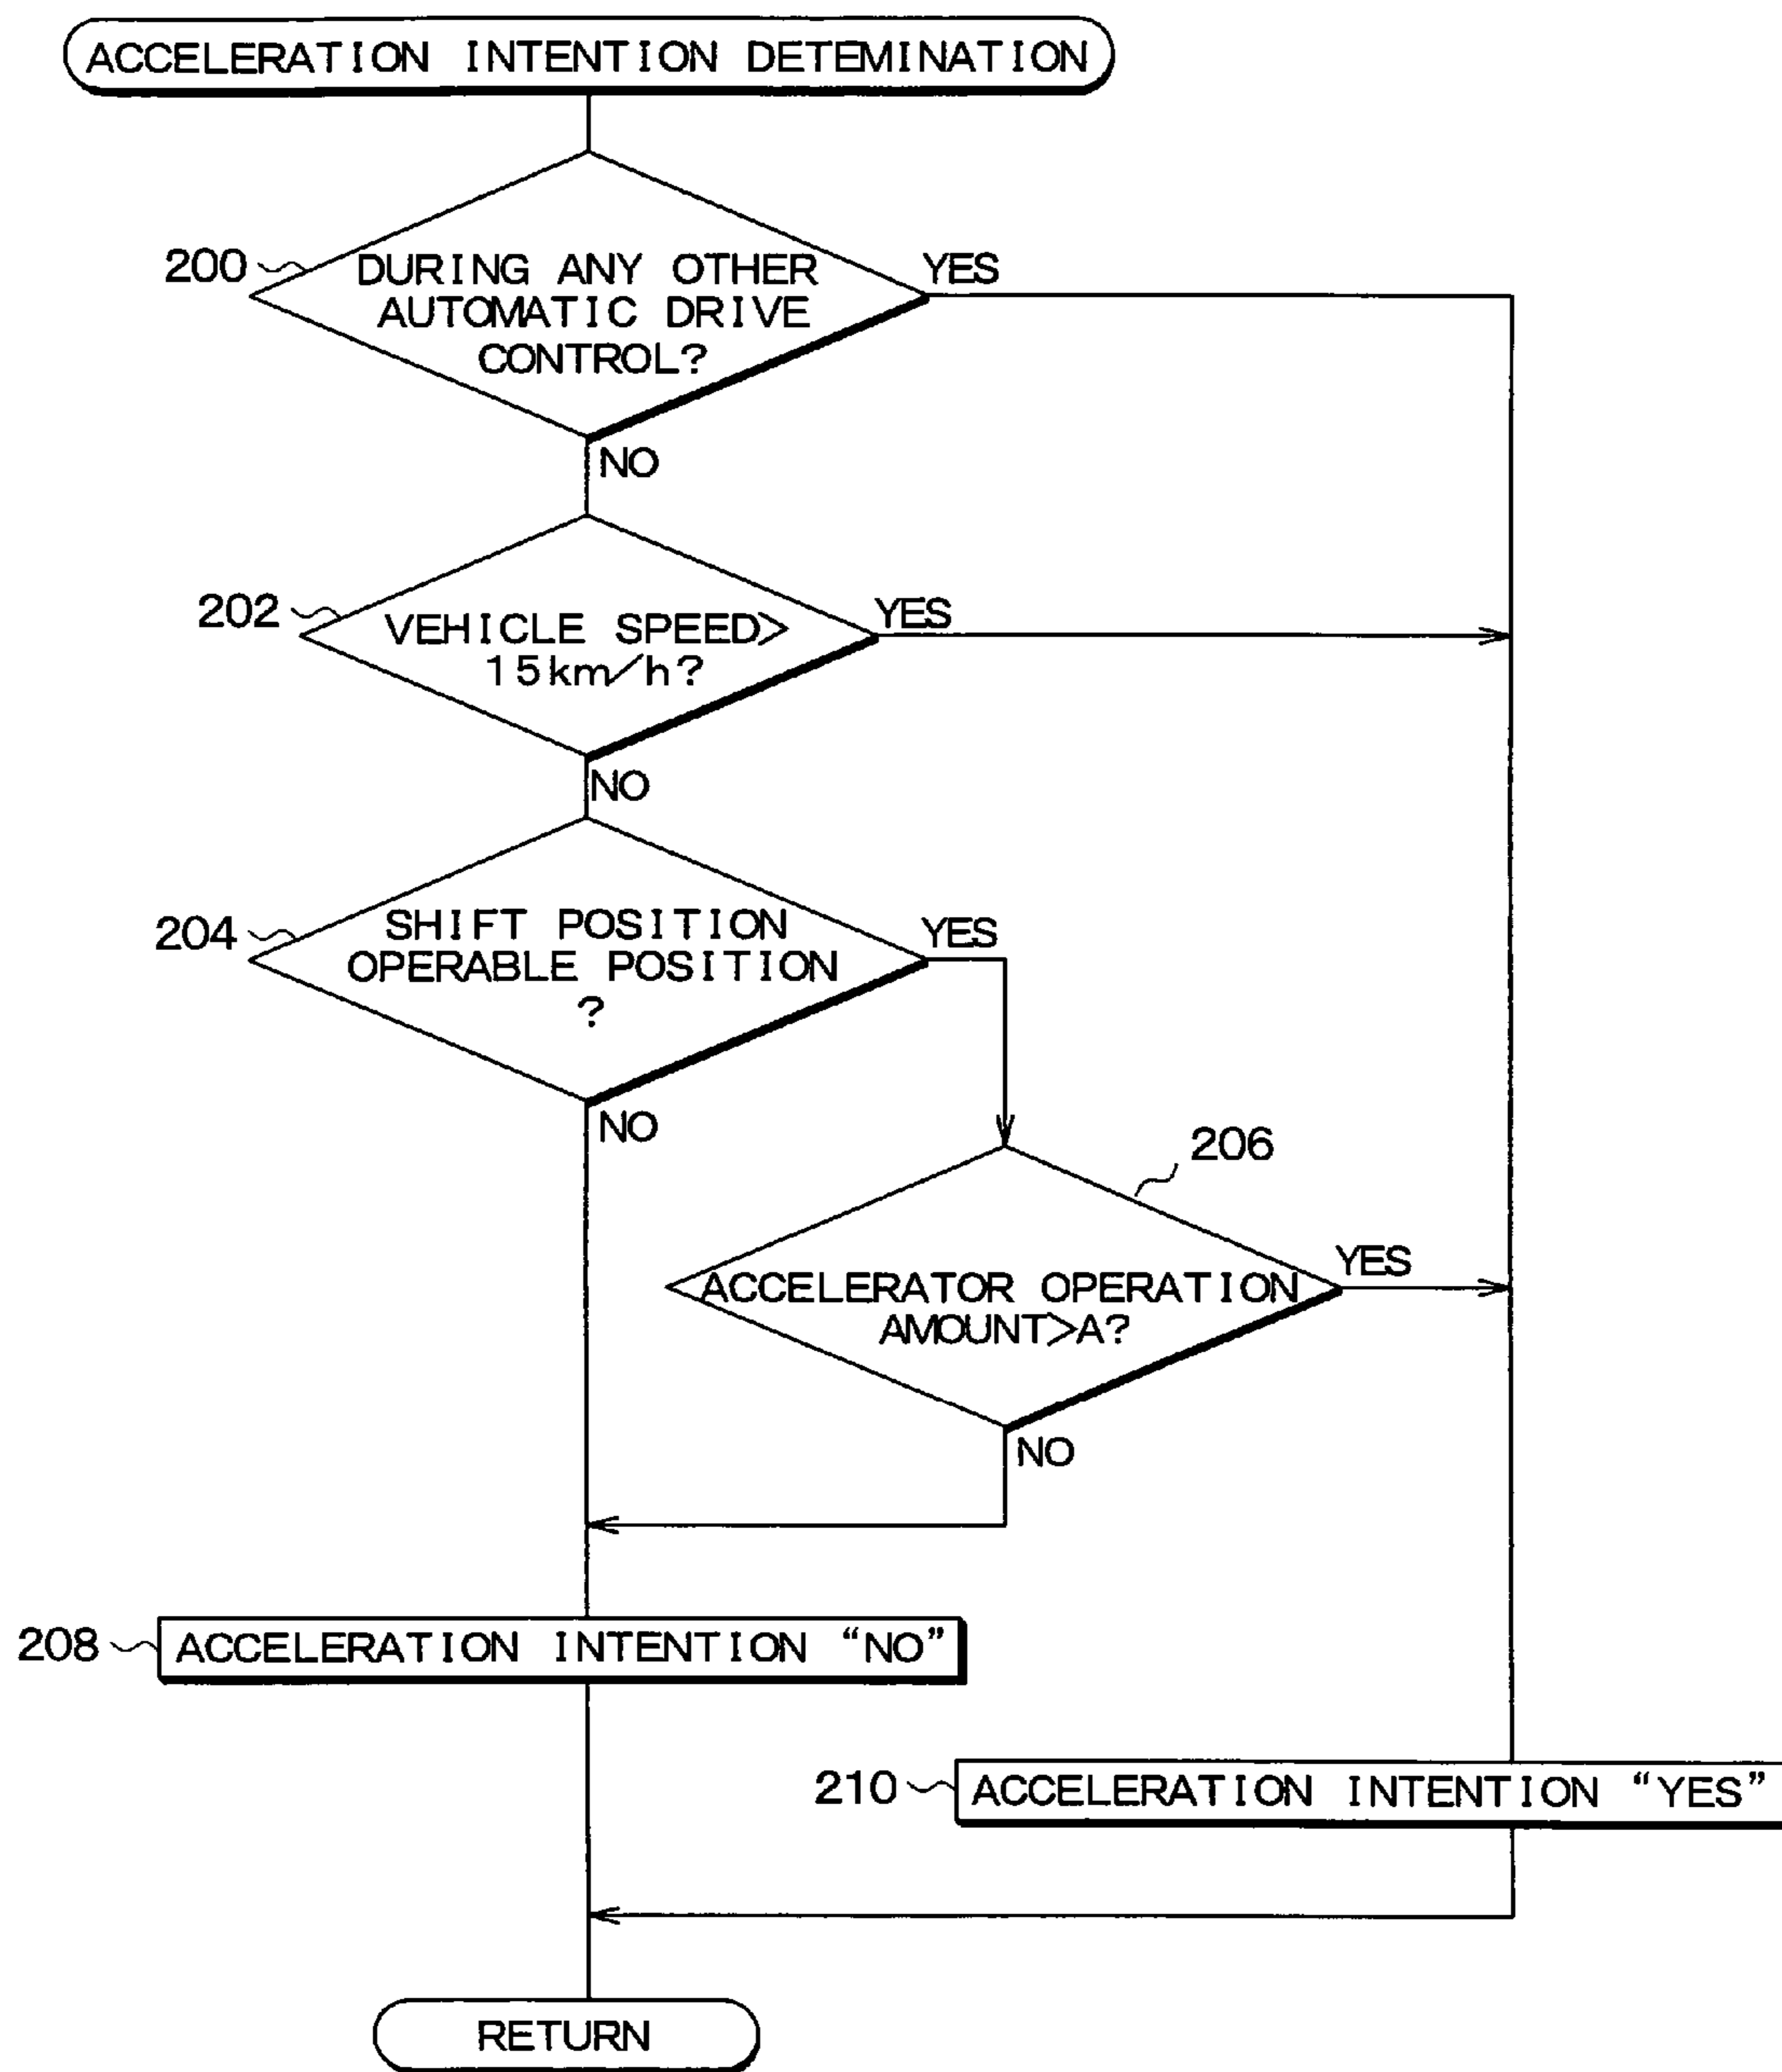 ACCELERATION INTENTION DETEMINATION
200
DURING ANY OTHER
AUTOMATIC DRIVE
CONTROL?
YES
NO
202
VEHICLE SPEED>
15km/h?
YES
NO
204
SHIFT POSITION
OPERABLE POSITION
?
YES
NO
206
ACCELERATOR OPERATION
AMOUNT>A?
YES
NO
208
ACCELERATION INTENTION “NO”
210
ACCELERATION INTENTION “YES”
RETURN